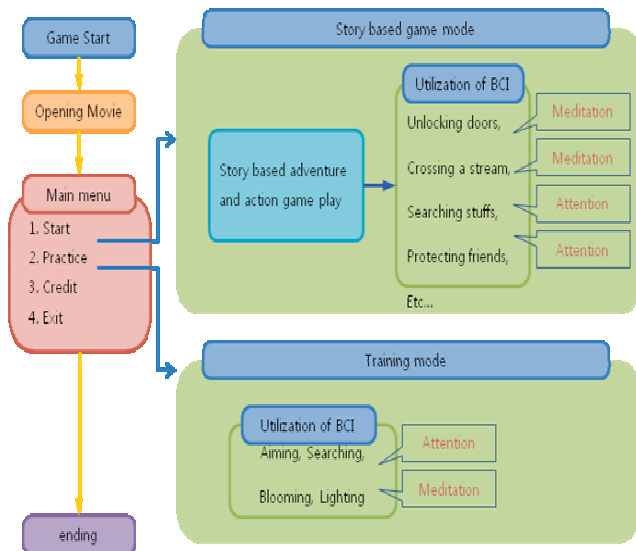 Game Start
Opening Movie
Main menu
1. Start
2. Practice
3. Credit
4. Exit
ending
Story based game mode
Story based adventure
and action game play
Utilization of BCI
Unlocking doors,
Meditation
Crossing a stream,
Meditation
Searching stuffs,
Attention
Protecting friends,
Attention
Etc...
Training mode
Utilization of BCI
Aiming, Searching,
Attention
Blooming, Lighting
Meditation